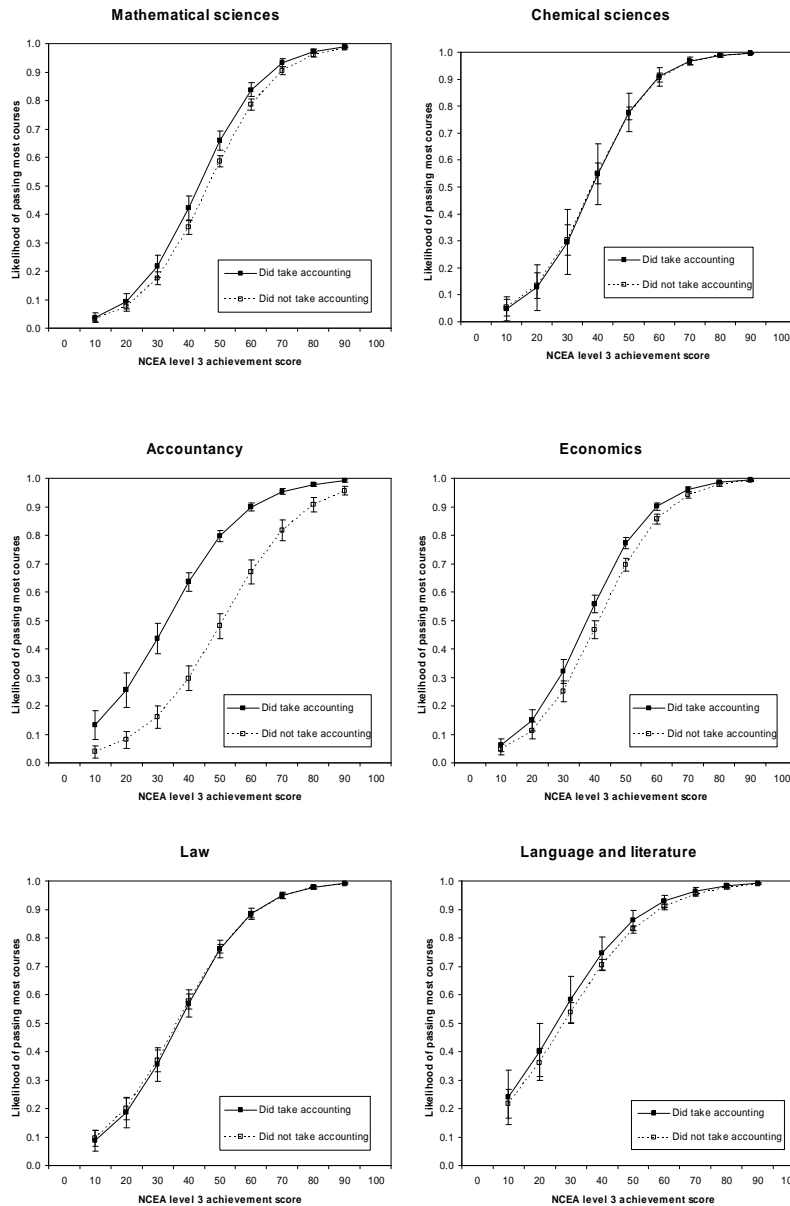 Mathematical sciences
Likelihood of passing most courses
1.0
0.9
0.8
0.7
0.6
0.5
0.4
0.3
0.2
0.1
0.0
Did take accounting
Did not take accounting
0 10 20 30 40 50 60 70 80 90 100
NCEA level 3 achievement score
Chemical sciences
Likelihood of passing most courses
1.0
0.9
0.8
0.7
0.6
0.5
0.4
0.3
0.2
0.1
0.0
Did take accounting
Did not take accounting
0 10 20 30 40 50 60 70 80 90 100
NCEA level 3 achievement score
Accountancy
Likelihood of passing most courses
1.0
0.9
0.8
0.7
0.6
0.5
0.4
0.3
0.2
0.1
0.0
Did take accounting
Did not take accounting
0 10 20 30 40 50 60 70 80 90 100
NCEA level 3 achievement score
Economics
Likelihood of passing most courses
1.0
0.9
0.8
0.7
0.6
0.5
0.4
0.3
0.2
0.1
0.0
Did take accounting
Did not take accounting
0 10 20 30 40 50 60 70 80 90 100
NCEA level 3 achievement score
Law
Likelihood of passing most courses
1.0
0.9
0.8
0.7
0.6
0.5
0.4
0.3
0.2
0.1
0.0
Did take accounting
Did not take accounting
0 10 20 30 40 50 60 70 80 90 100
NCEA level 3 achievement score
Language and literature
Likelihood of passing most courses
1.0
0.9
0.8
0.7
0.6
0.5
0.4
0.3
0.2
0.1
0.0
Did take accounting
Did not take accounting
0 10 20 30 40 50 60 70 80 90 100
NCEA level 3 achievement score